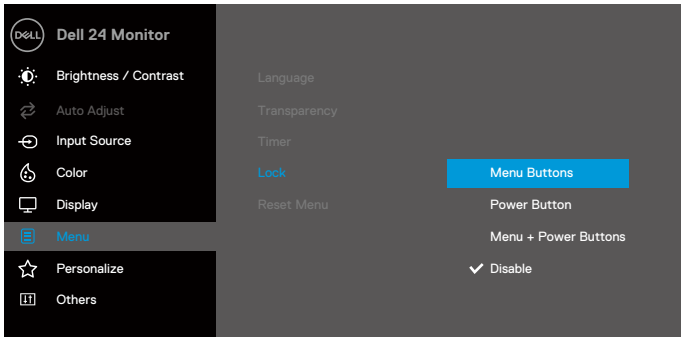 DELL
Dell 24 Monitor
Brightness / Contrast
Auto Adjust
Input Source
Color
Display
Menu
Personalize
Others
Language
Transparency
Timer
Lock
Reset Menu
Menu Buttons
Power Button
Menu + Power Buttons
Disable